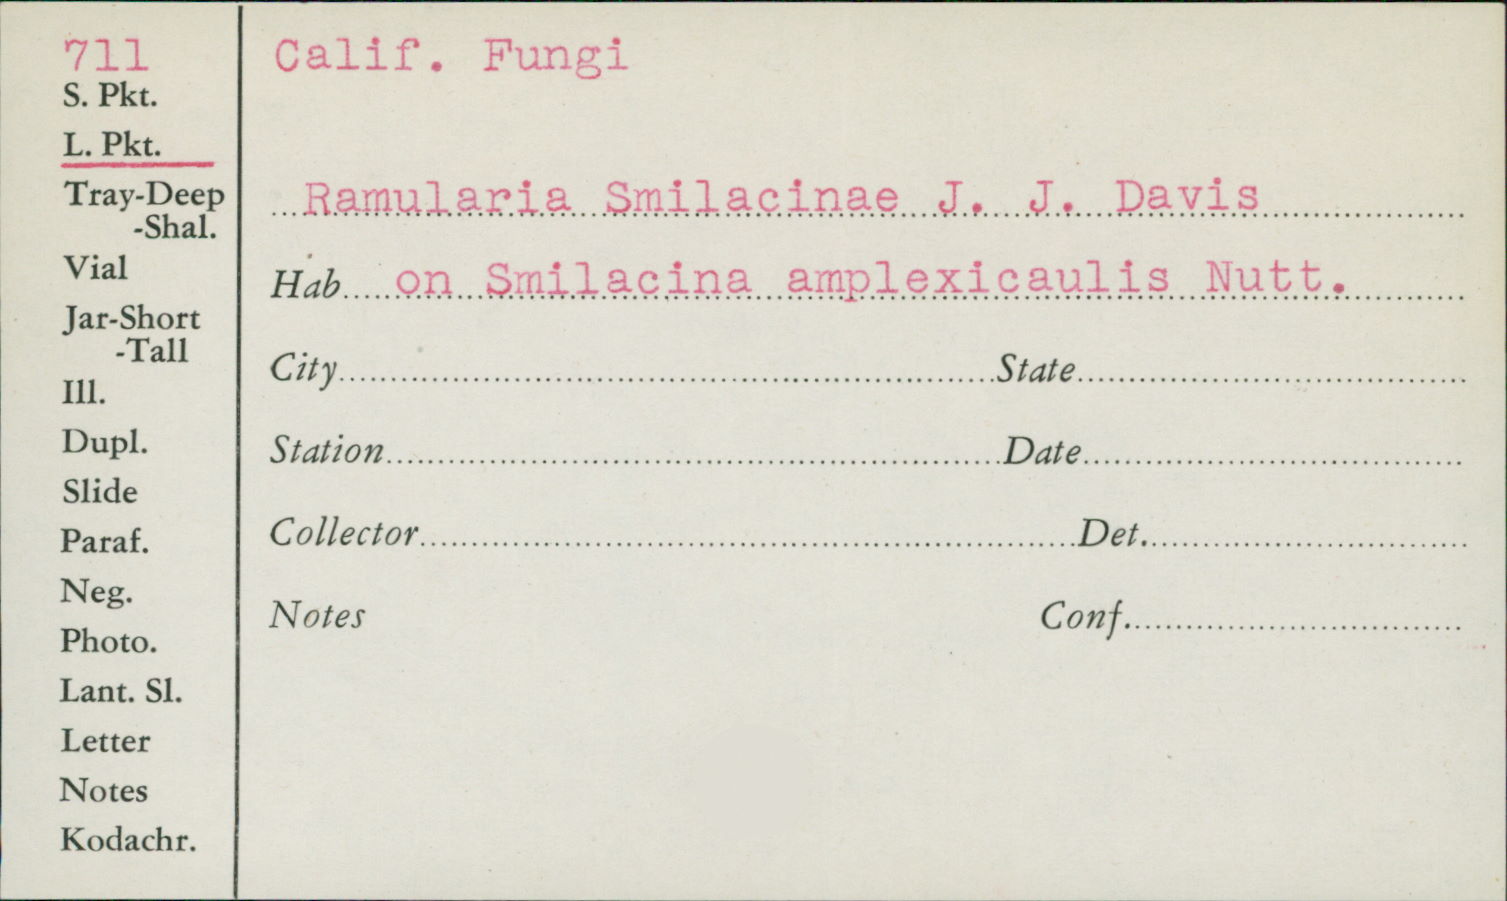 711
S. Pkt.
L. Pkt.
Tray-Deep
-Shal.
Vial
Jar-Short
-Tall
Ill.
Dupl.
Slide
Paraf.
Neg.
Photo.
Lant. Sl.
Letter
Notes
Kodachr.
Calif. Fungi
Ramularia Smilacinae J. J. Davis
Hab on Smilacina amplexicaulis Nutt.
City State
Station Date
Collector Det.
Notes Conf.